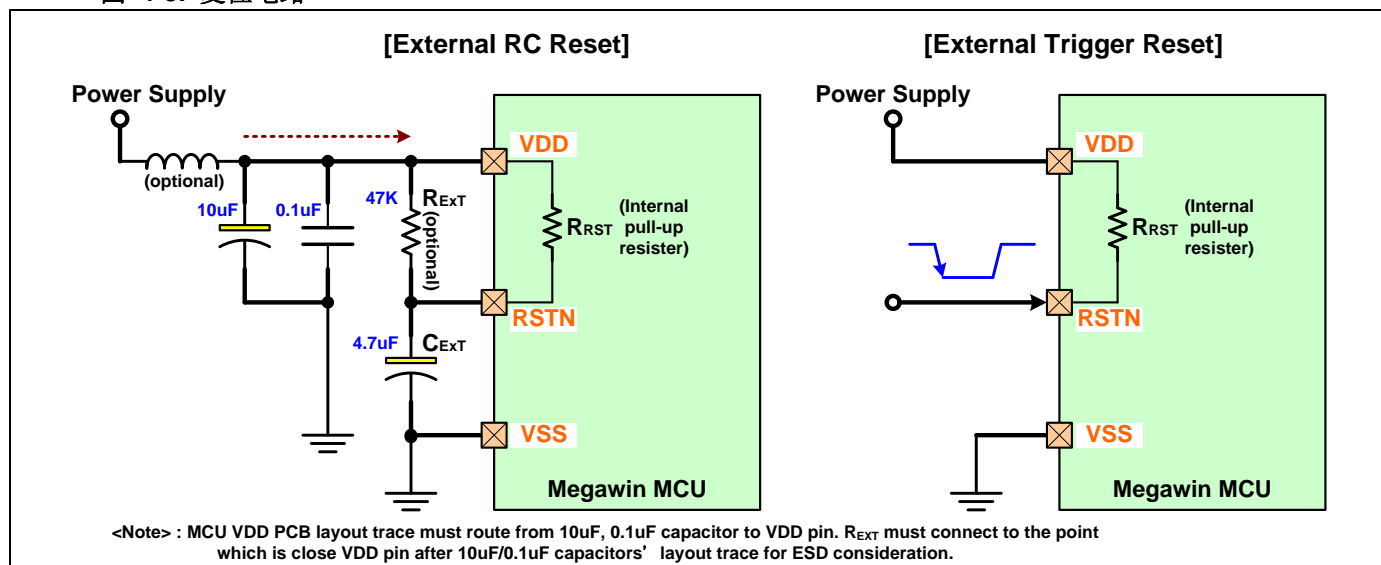 [External RC Reset]
Power Supply
(optional)
10uF
0.1uF
47K
REXT
(optional)
4.7uF
CEXT
VDD
RRST
(Internal
pull-up
resister)
RSTN
VSS
Megawin MCU
[External Trigger Reset]
Power Supply
VDD
RRST
(Internal
pull-up
resister)
RSTN
VSS
Megawin MCU
<Note> : MCU VDD PCB layout trace must route from 10uF, 0.1uF capacitor to VDD pin. REXT must connect to the point
which is close VDD pin after 10uF/0.1uF capacitors’ layout trace for ESD consideration.